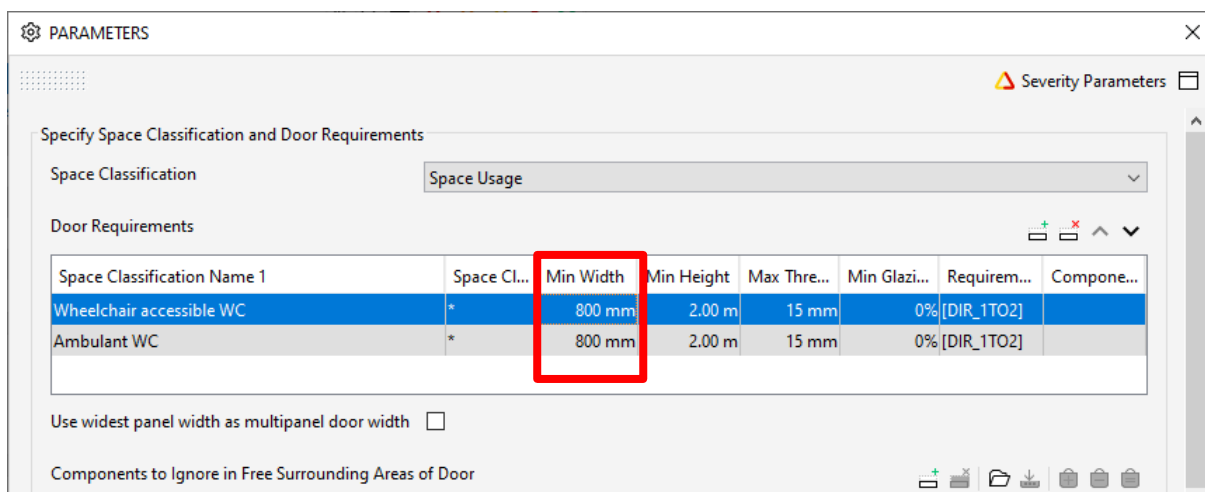 PARAMETERS
Severity Parameters
Specify Space Classification and Door Requirements
Space Classification Space Usage
Door Requirements
Space Classification Name 1 Space Cl... Min Width Min Height Max Thre... Min Glazi... Requirem... Compone...
Wheelchair accessible WC * 800 mm 2.00 m 15 mm 0% [DIR_1TO2]
Ambulant WC * 800 mm 2.00 m 15 mm 0% [DIR_1TO2]
Use widest panel width as multipanel door width
Components to Ignore in Free Surrounding Areas of Door